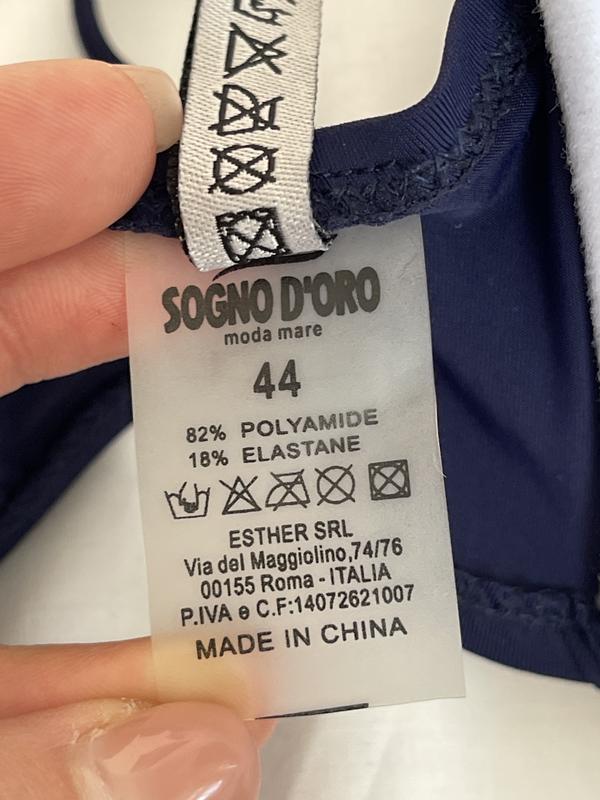 SOGNO D'ORO
moda mare
44
82% POLYAMIDE
18% ELASTANE
ESTHER SRL
Via del Maggiolino,74/76
00155 Roma - ITALIA
P.IVA e C.F:14072621007
MADE IN CHINA